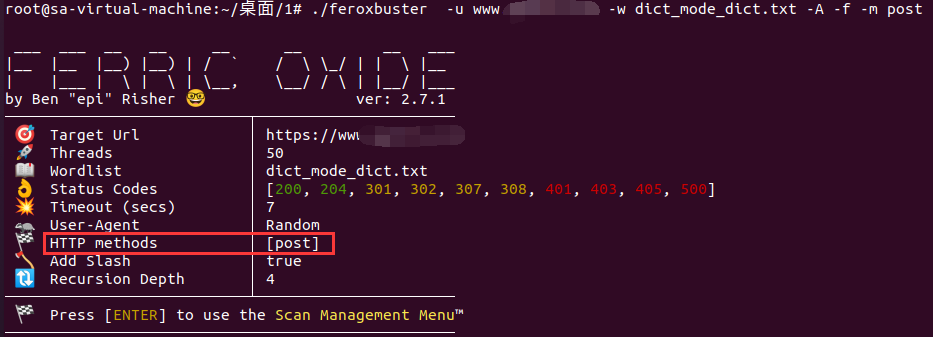 root@sa-virtual-machine:~/桌面/1# ./feroxbuster -u www -w dict_mode_dict.txt -A -f -m post
FERRIC OXIDE
by Ben "epi" Risher 🤓 ver: 2.7.1
🎯 Target Url https://www
🚀 Threads 50
📖 Wordlist dict_mode_dict.txt
👌 Status Codes [200, 204, 301, 302, 307, 308, 401, 403, 405, 500]
💥 Timeout (secs) 7
🦡 User-Agent Random
🏁 HTTP methods [post]
🪓 Add Slash true
🔃 Recursion Depth 4
🏁 Press [ENTER] to use the Scan Management Menu™